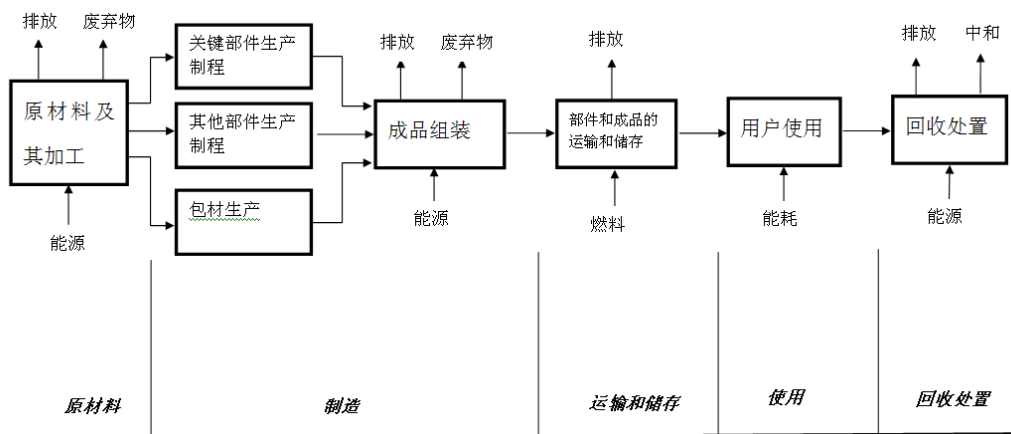 排放
废弃物
原材料及
其加工
能源
关键部件生产
制程
其他部件生产
制程
包材生产
排放
废弃物
成品组装
能源
排放
部件和成品的
运输和储存
燃料
用户使用
能耗
排放
中和
回收处置
能源
原材料
制造
运输和储存
使用
回收处置